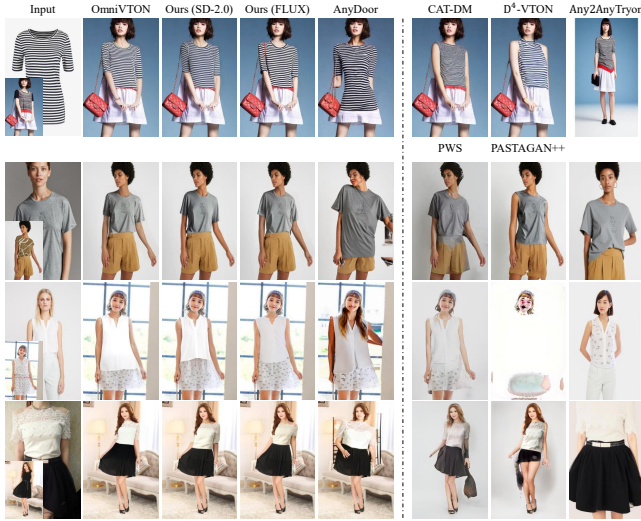 Input OmniVTON Ours (SD-2.0) Ours (FLUX) AnyDoor CAT-DM D⁴-VTON Any2AnyTryon
PWS PASTAGAN++